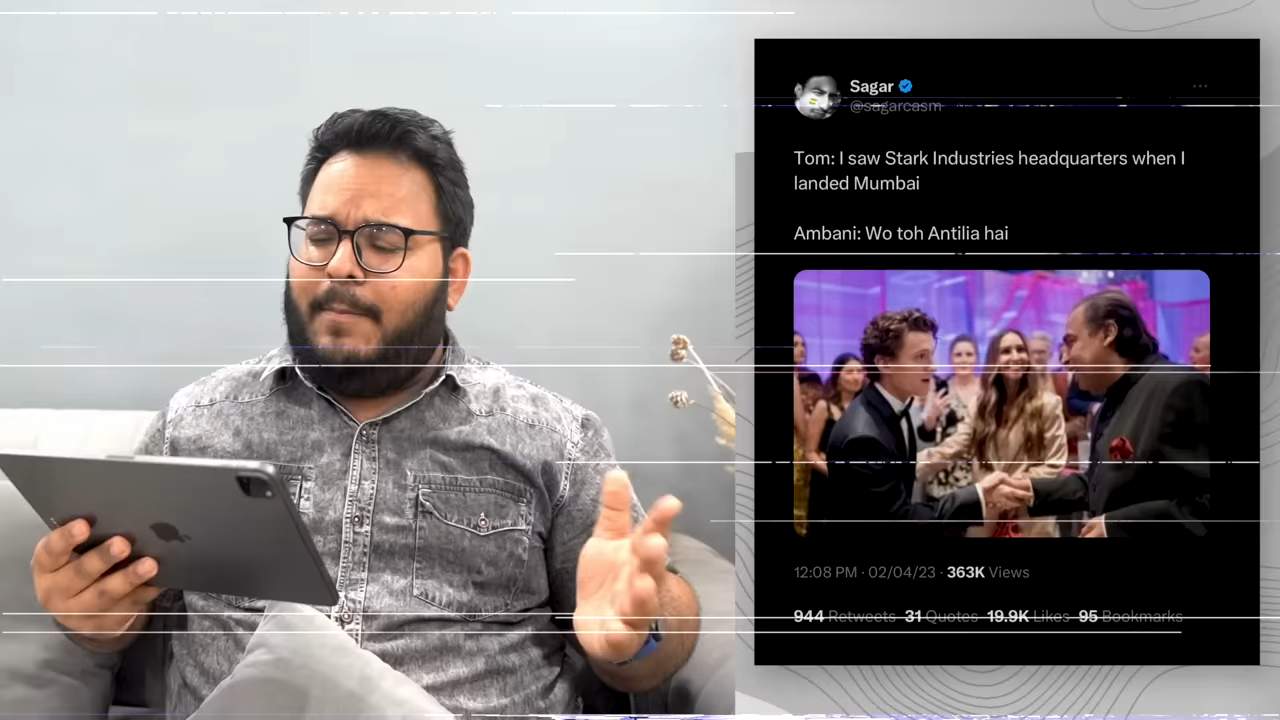 Sagar
@sagarcasm
Tom: I saw Stark Industries headquarters when I
landed Mumbai
Ambani: Wo toh Antilia hai
12:08 PM · 02/04/23 · 363K Views
944 Retweets 31 Quotes 19.9K Likes 95 Bookmarks